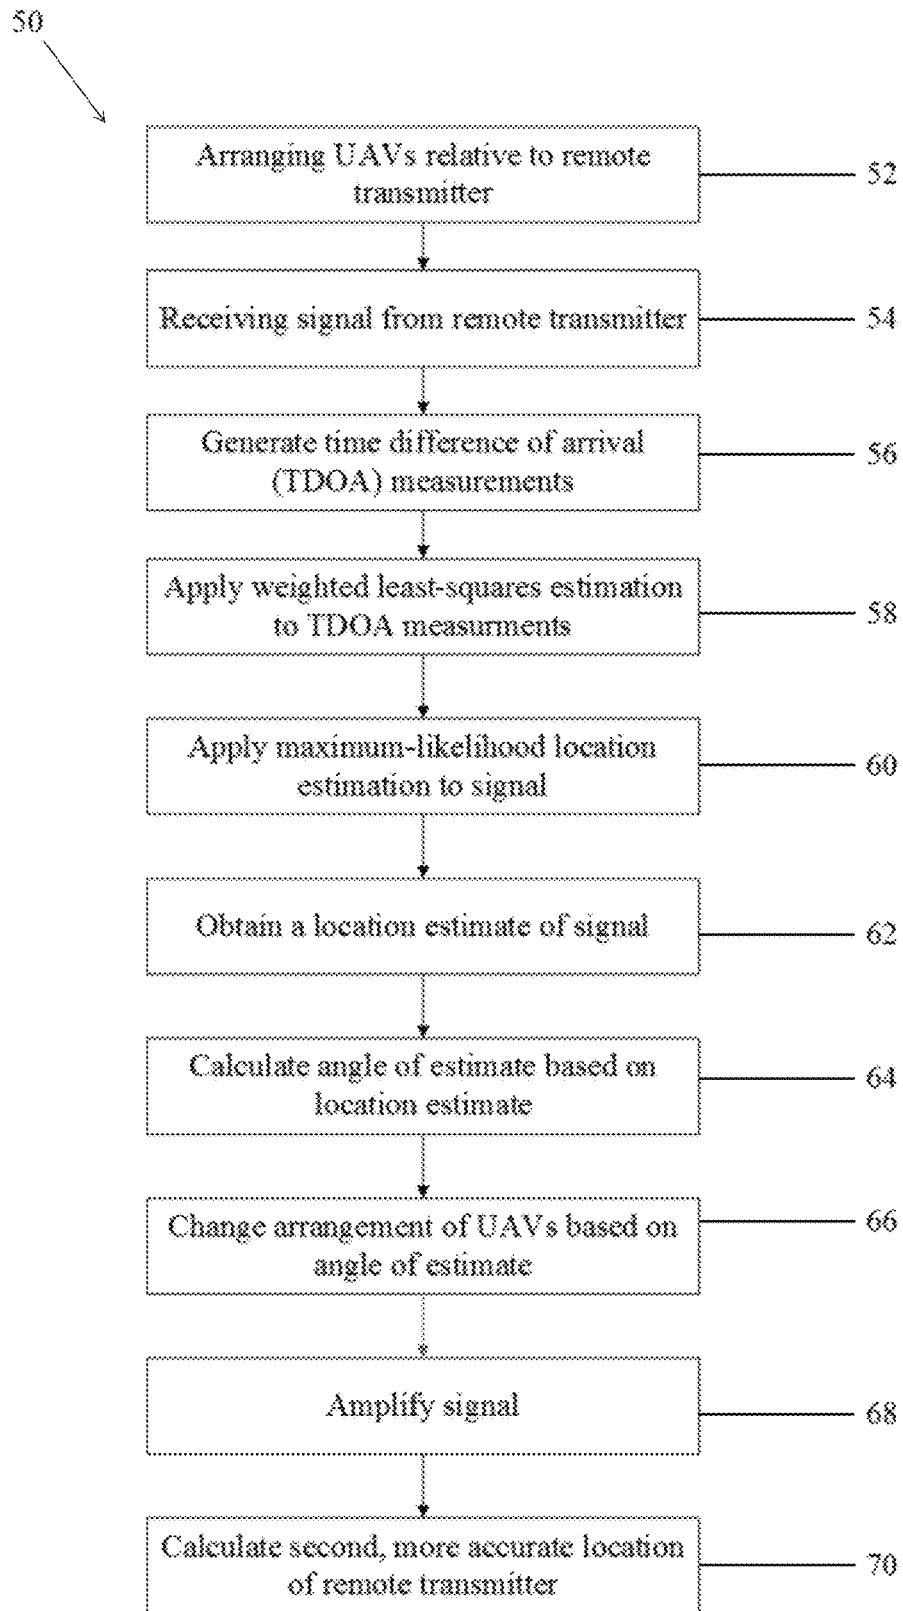 50
Arranging UAVs relative to remote
transmitter
52
Receiving signal from remote transmitter
54
Generate time difference of arrival
(TDOA) measurements
56
Apply weighted least-squares estimation
to TDOA measurments
58
Apply maximum-likelihood location
estimation to signal
60
Obtain a location estimate of signal
62
Calculate angle of estimate based on
location estimate
64
Change arrangement of UAVs based on
angle of estimate
66
Amplify signal
68
Calculate second, more accurate location
of remote transmitter
70